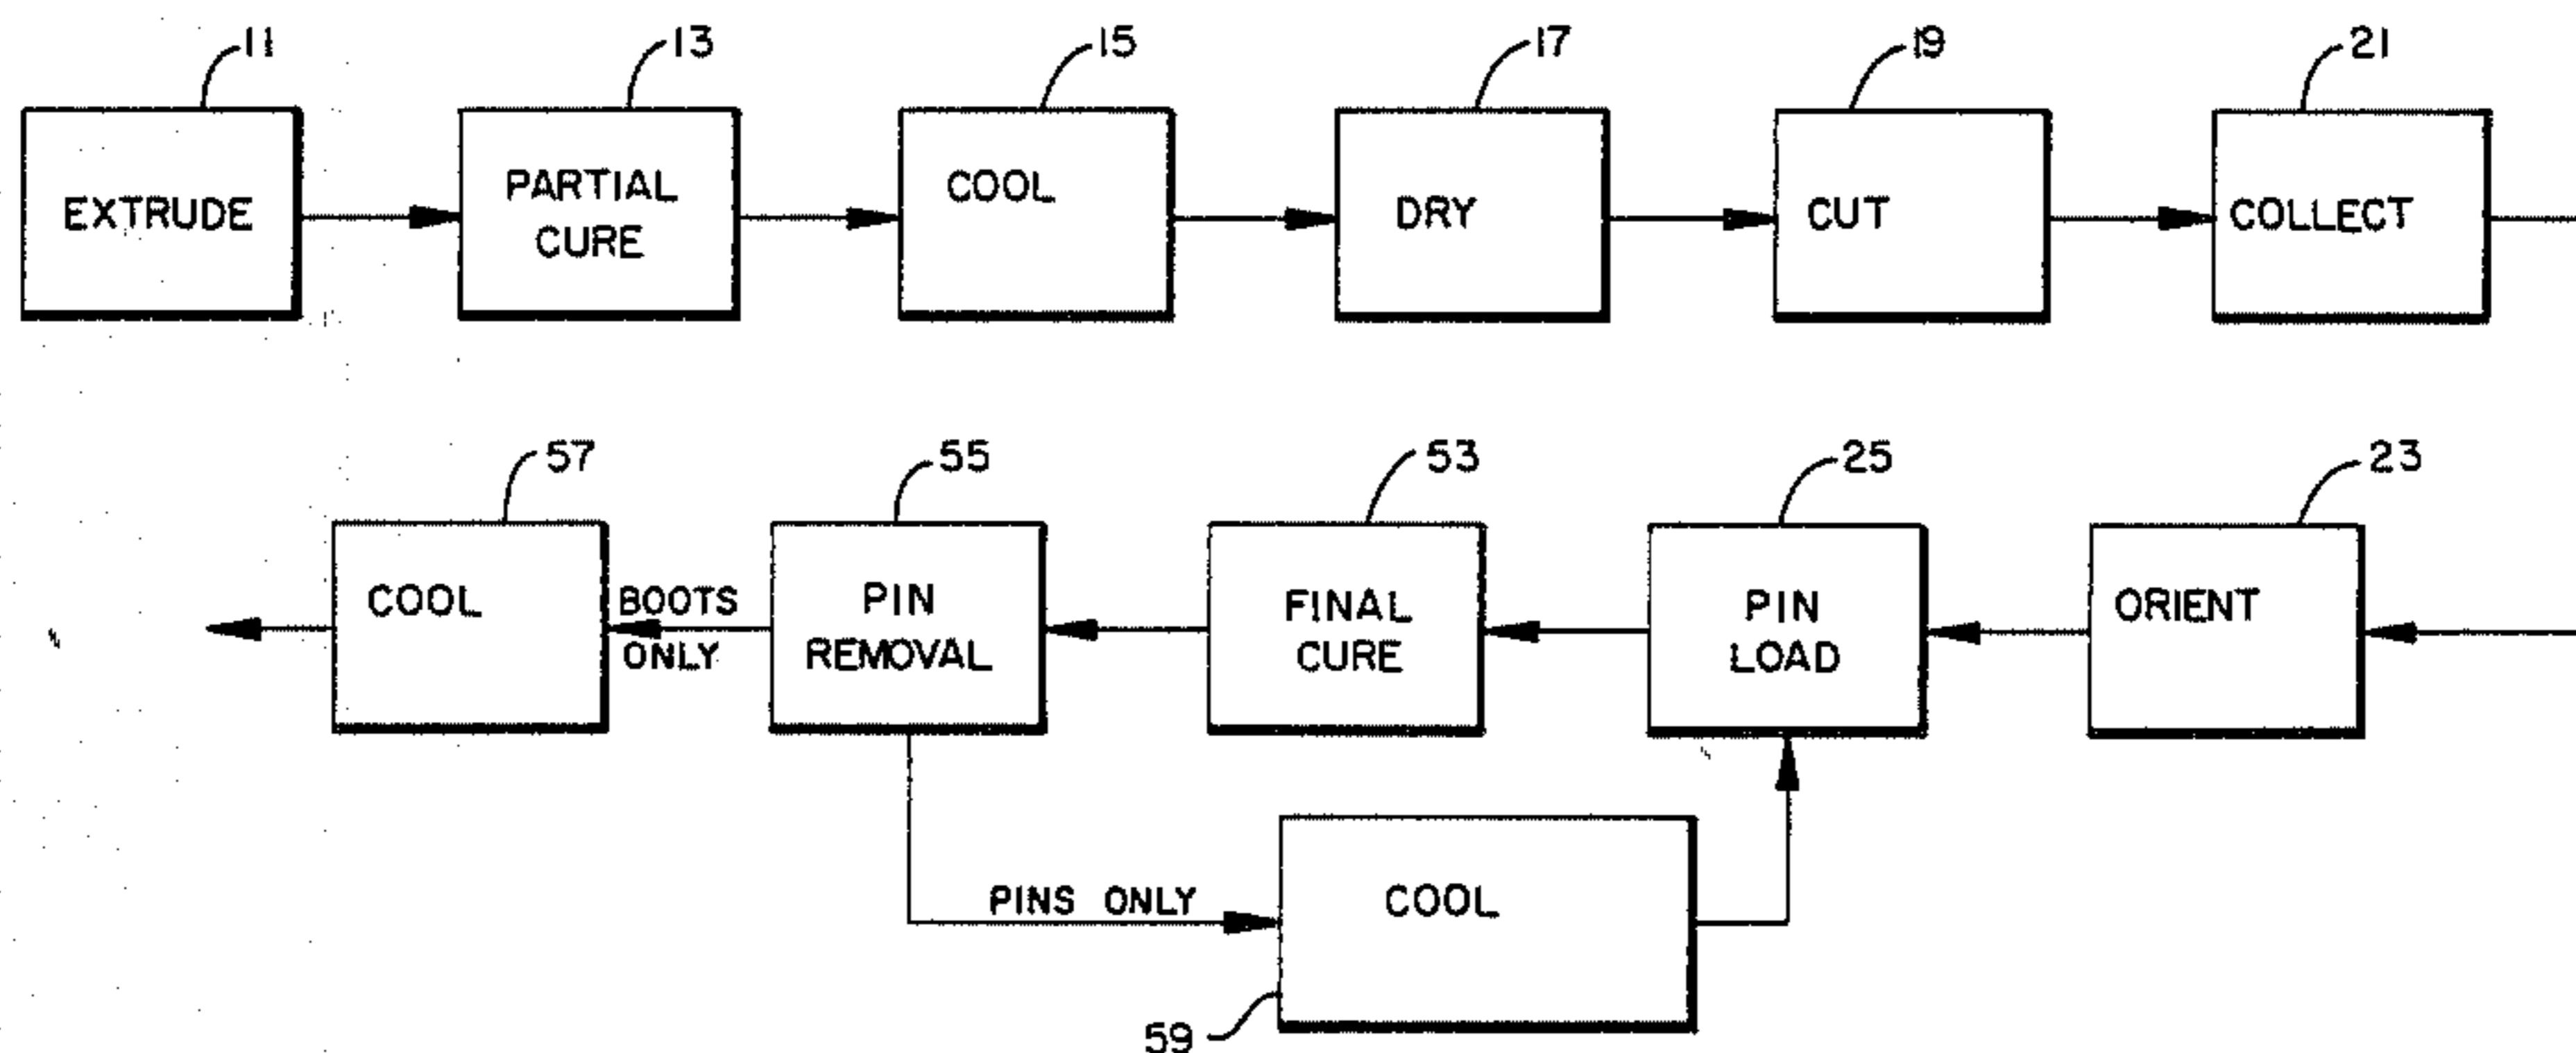 11
13
15
17
19
21
EXTRUDE
PARTIAL
CURE
COOL
DRY
CUT
COLLECT
57
55
53
25
23
COOL
BOOTS
ONLY
PIN
REMOVAL
FINAL
CURE
PIN
LOAD
ORIENT
PINS ONLY
COOL
59